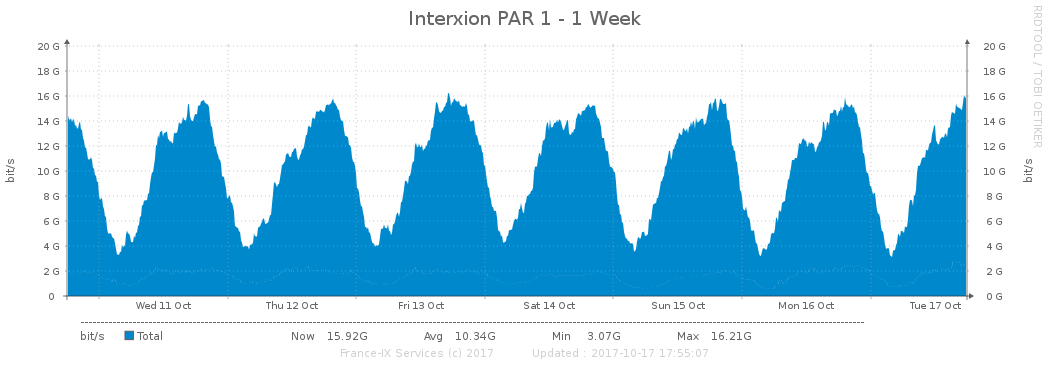 Interxion PAR 1 - 1 Week
RRDTOOL / TOBI OETIKER
20 G 20 G
18 G 18 G
16 G 16 G
14 G 14 G
12 G 12 G
10 G 10 G
8 G 8 G
6 G 6 G
4 G 4 G
2 G 2 G
0 0 G
bit/s bit/s
Wed 11 Oct Thu 12 Oct Fri 13 Oct Sat 14 Oct Sun 15 Oct Mon 16 Oct Tue 17 Oct
bit/s Total Now 15.92G Avg 10.34G Min 3.07G Max 16.21G
France-IX Services (c) 2017 Updated : 2017-10-17 17:55:07